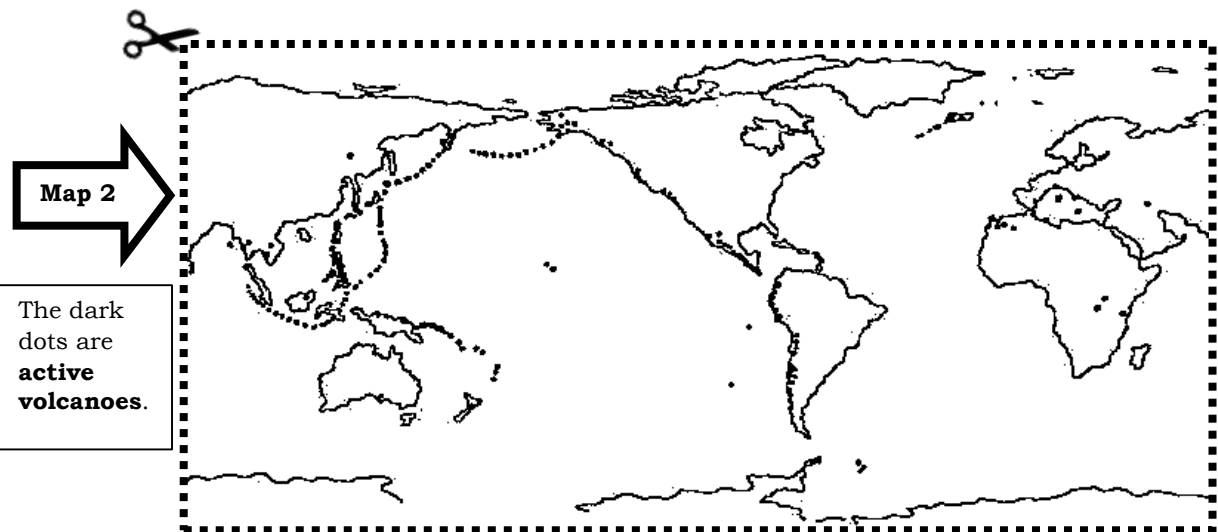 Map 2
The dark
dots are
active
volcanoes.